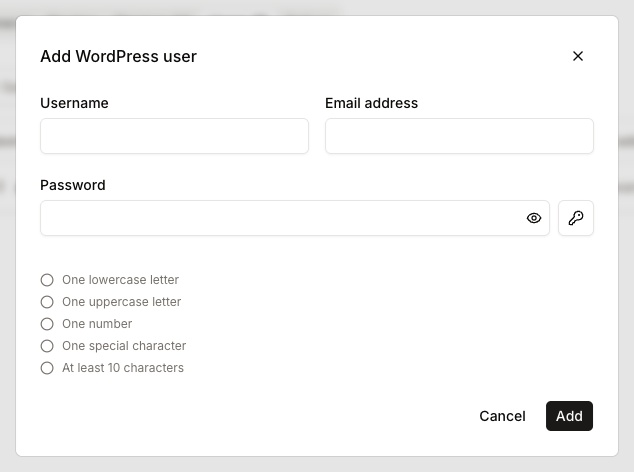 Add WordPress user
Username
Email address
Password
One lowercase letter
One uppercase letter
One number
One special character
At least 10 characters
Cancel
Add